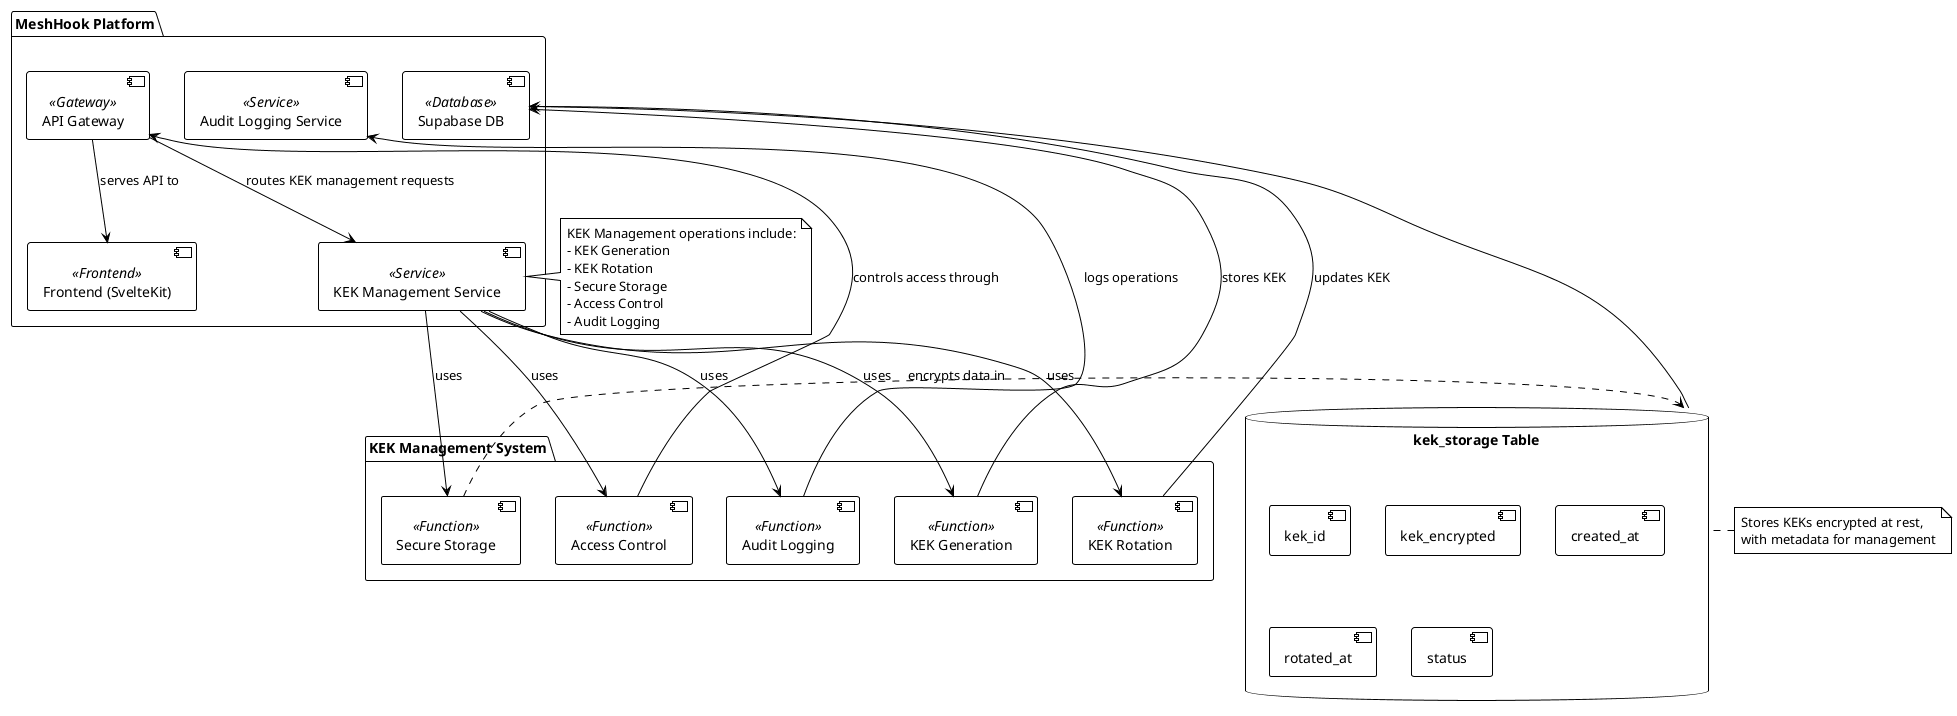 MeshHook Platform
«Gateway»
API Gateway
«Service»
Audit Logging Service
«Database»
Supabase DB
serves API to
routes KEK management requests
«Frontend»
Frontend (SvelteKit)
«Service»
KEK Management Service
KEK Management operations include:
- KEK Generation
- KEK Rotation
- Secure Storage
- Access Control
- Audit Logging
controls access through
logs operations
stores KEK
updates KEK
uses
uses
uses
uses
encrypts data in
uses
KEK Management System
«Function»
Secure Storage
«Function»
Access Control
«Function»
Audit Logging
«Function»
KEK Generation
«Function»
KEK Rotation
kek_storage Table
kek_id
kek_encrypted
created_at
rotated_at
status
Stores KEKs encrypted at rest,
with metadata for management